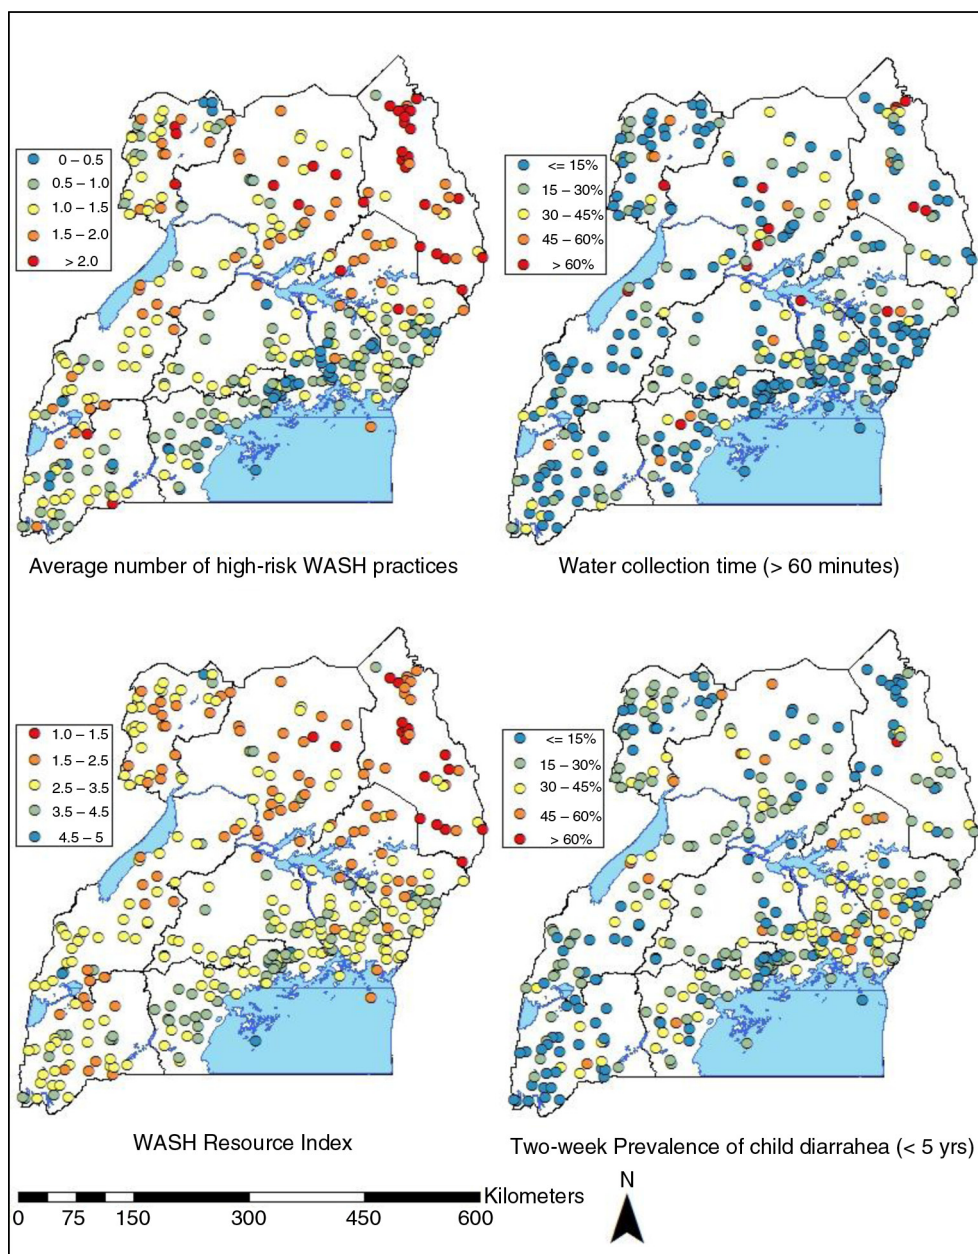 0 – 0.5
0.5 – 1.0
1.0 – 1.5
1.5 – 2.0
> 2.0
<= 15%
15 – 30%
30 – 45%
45 – 60%
> 60%
Average number of high-risk WASH practices
Water collection time (> 60 minutes)
1.0 – 1.5
1.5 – 2.5
2.5 – 3.5
3.5 – 4.5
4.5 – 5
<= 15%
15 – 30%
30 – 45%
45 – 60%
> 60%
WASH Resource Index
Two-week Prevalence of child diarrahea (< 5 yrs)
Kilometers
0 75 150 300 450 600
N